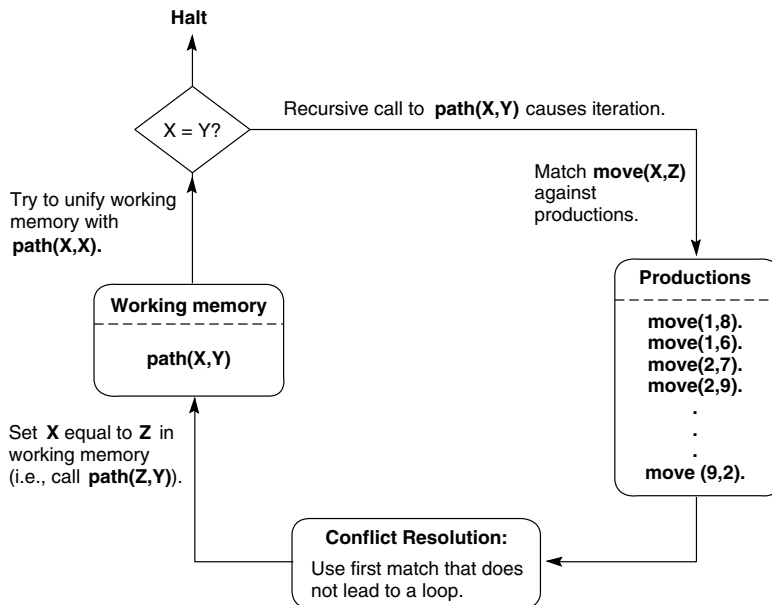 Halt
X = Y?
Recursive call to path(X,Y) causes iteration.
Match move(X,Z)
against
productions.
Try to unify working
memory with
path(X,X).
Working memory
path(X,Y)
Productions
move(1,8).
move(1,6).
move(2,7).
move(2,9).
.
.
.
move (9,2).
Set X equal to Z in
working memory
(i.e., call path(Z,Y)).
Conflict Resolution:
Use first match that does
not lead to a loop.